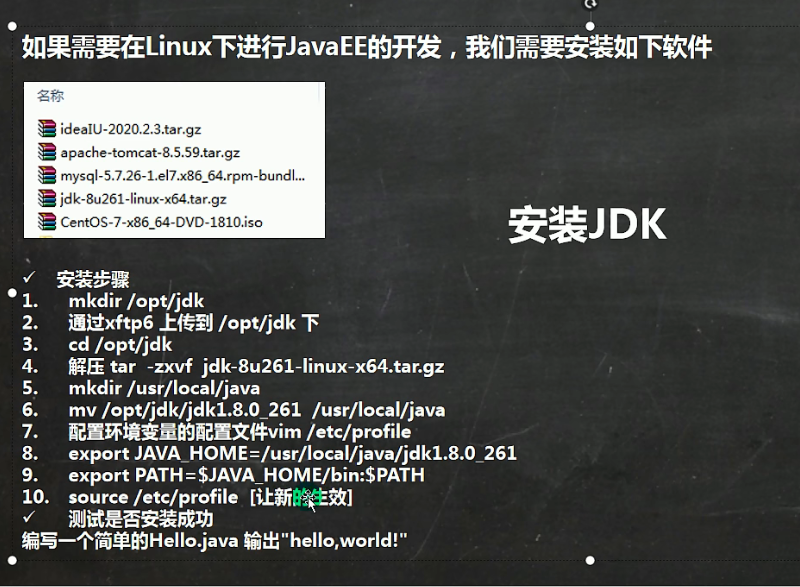 如果需要在Linux下进行JavaEE的开发，我们需要安装如下软件
名称
ideaIU-2020.2.3.tar.gz
apache-tomcat-8.5.59.tar.gz
mysql-5.7.26-1.el7.x86_64.rpm-bundl...
jdk-8u261-linux-x64.tar.gz
CentOS-7-x86_64-DVD-1810.iso
安装JDK
✓ 安装步骤
1. mkdir /opt/jdk
2. 通过xftp6 上传到 /opt/jdk 下
3. cd /opt/jdk
4. 解压 tar -zxvf jdk-8u261-linux-x64.tar.gz
5. mkdir /usr/local/java
6. mv /opt/jdk/jdk1.8.0_261 /usr/local/java
7. 配置环境变量的配置文件vim /etc/profile
8. export JAVA_HOME=/usr/local/java/jdk1.8.0_261
9. export PATH=$JAVA_HOME/bin:$PATH
10. source /etc/profile [让新的生效]
✓ 测试是否安装成功
编写一个简单的Hello.java 输出"hello,world!"